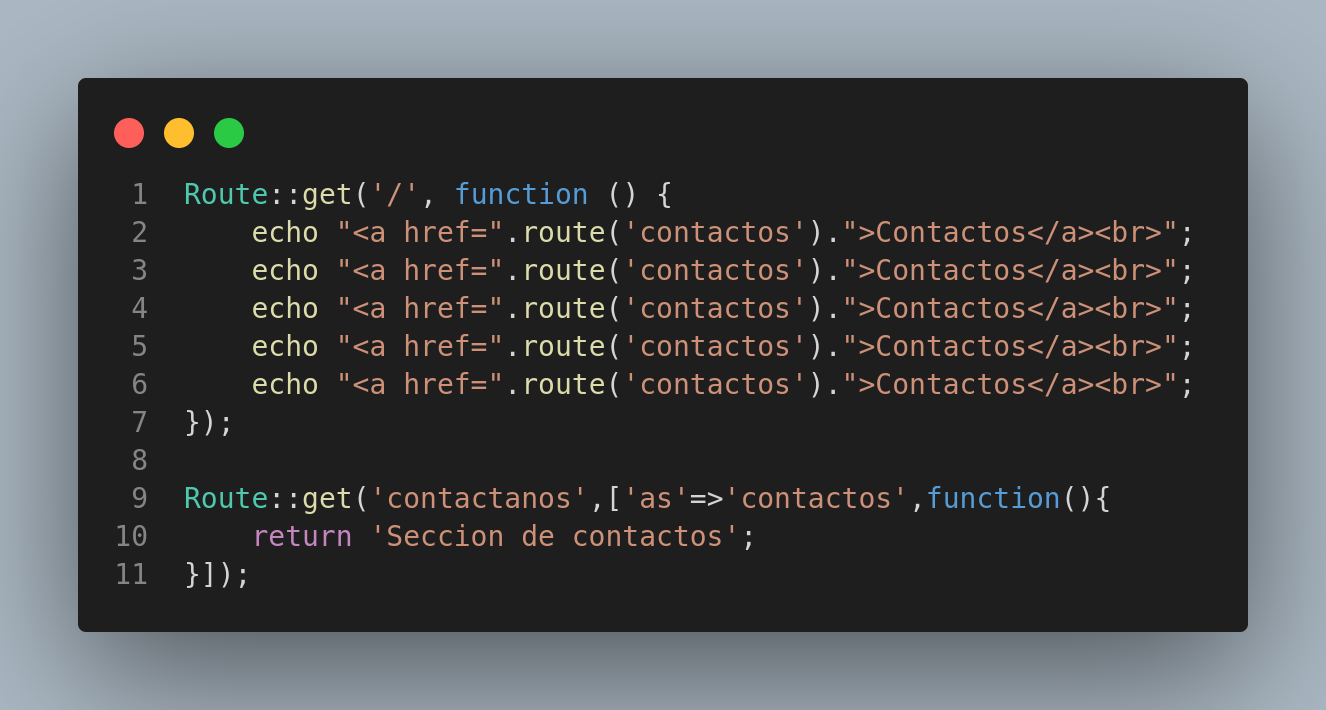 1 Route::get('/', function () {
2     echo "<a href=".route('contactos').">Contactos</a><br>";
3     echo "<a href=".route('contactos').">Contactos</a><br>";
4     echo "<a href=".route('contactos').">Contactos</a><br>";
5     echo "<a href=".route('contactos').">Contactos</a><br>";
6     echo "<a href=".route('contactos').">Contactos</a><br>";
7 });
8
9 Route::get('contactanos',['as'=>'contactos',function(){
10     return 'Seccion de contactos';
11 }]);